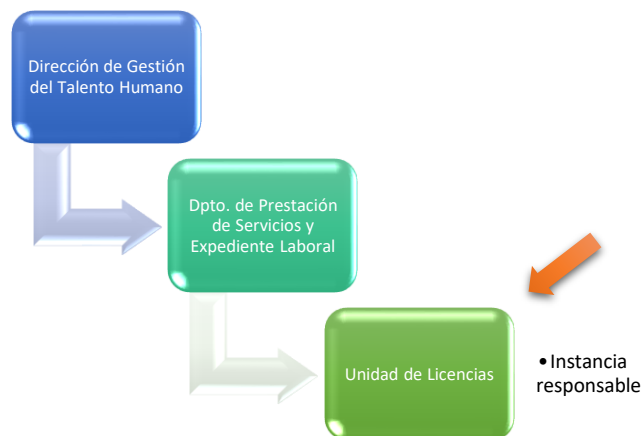 Dirección de Gestión
del Talento Humano
Dpto. de Prestación
de Servicios y
Expediente Laboral
Unidad de Licencias
•Instancia
responsable